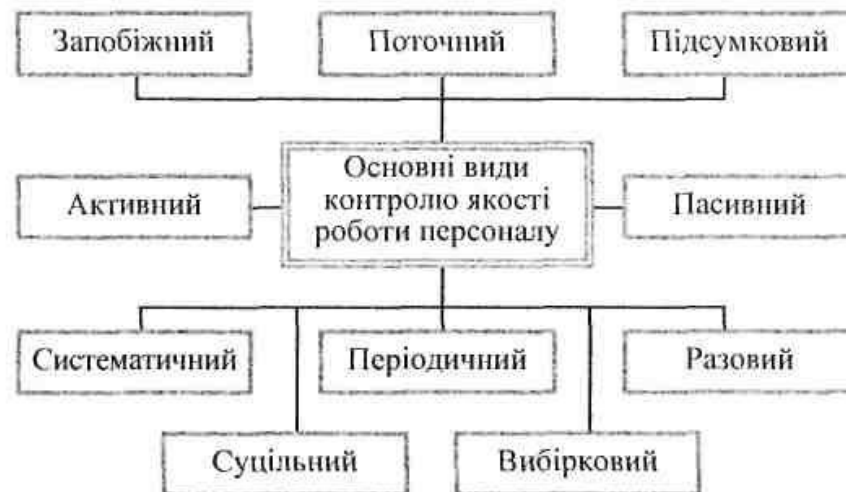 Запобіжний
Поточний
Підсумковий
Основні види
контролю якості
роботи персоналу
Активний
Пасивний
Систематичний
Періодичний
Разовий
Суцільний
Вибірковий